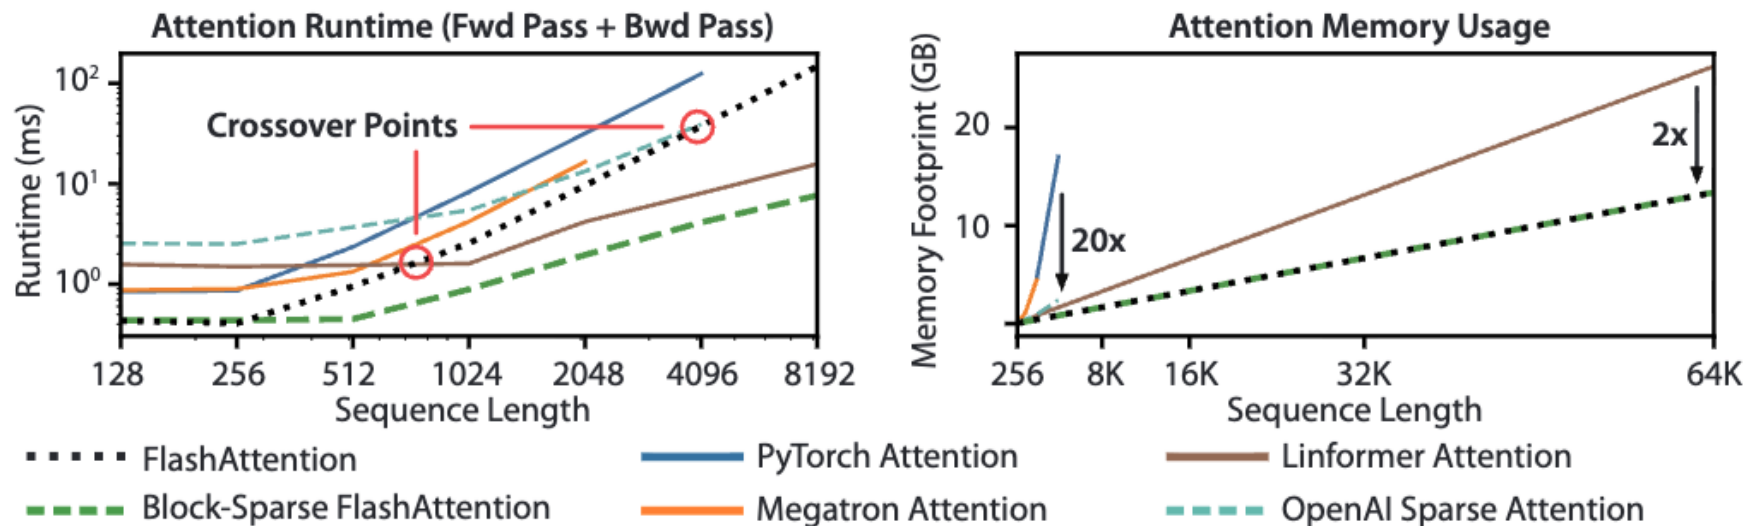 Attention Runtime (Fwd Pass + Bwd Pass)
Runtime (ms)
10²
10¹
10⁰
Crossover Points
128 256 512 1024 2048 4096 8192
Sequence Length
Attention Memory Usage
Memory Footprint (GB)
20
10
20x
2x
256 8K 16K 32K 64K
Sequence Length
FlashAttention
PyTorch Attention
Linformer Attention
Block-Sparse FlashAttention
Megatron Attention
OpenAI Sparse Attention